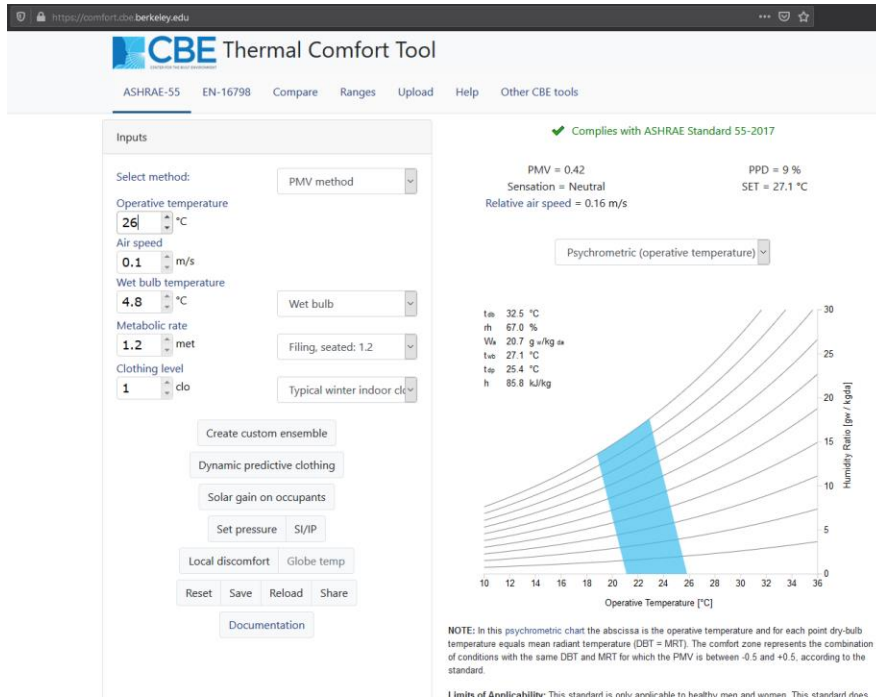 https://comfort.cbe.berkeley.edu
CBE Thermal Comfort Tool
CENTER FOR THE BUILT ENVIRONMENT
ASHRAE-55 EN-16798 Compare Ranges Upload Help Other CBE tools
Inputs
Select method:
PMV method
Operative temperature
26 °C
Air speed
0.1 m/s
Wet bulb temperature
4.8 °C
Wet bulb
Metabolic rate
1.2 met
Filing, seated: 1.2
Clothing level
1 clo
Typical winter indoor clo
Create custom ensemble
Dynamic predictive clothing
Solar gain on occupants
Set pressure SI/IP
Local discomfort Globe temp
Reset Save Reload Share
Documentation
✔ Complies with ASHRAE Standard 55-2017
PMV = 0.42 PPD = 9 %
Sensation = Neutral SET = 27.1 °C
Relative air speed = 0.16 m/s
Psychrometric (operative temperature)
tdb 32.5 °C
rh 67.0 %
Wa 20.7 g w/kg da
twb 27.1 °C
tdp 25.4 °C
h 85.8 kJ/kg
30
25
20
15
10
5
0
Humidity Ratio [gw / kgda]
10 12 14 16 18 20 22 24 26 28 30 32 34 36
Operative Temperature [°C]
NOTE: In this psychrometric chart the abscissa is the operative temperature and for each point dry-bulb
temperature equals mean radiant temperature (DBT = MRT). The comfort zone represents the combination
of conditions with the same DBT and MRT for which the PMV is between -0.5 and +0.5, according to the
standard.
Limits of Applicability: This standard is only applicable to healthy men and women. This standard does